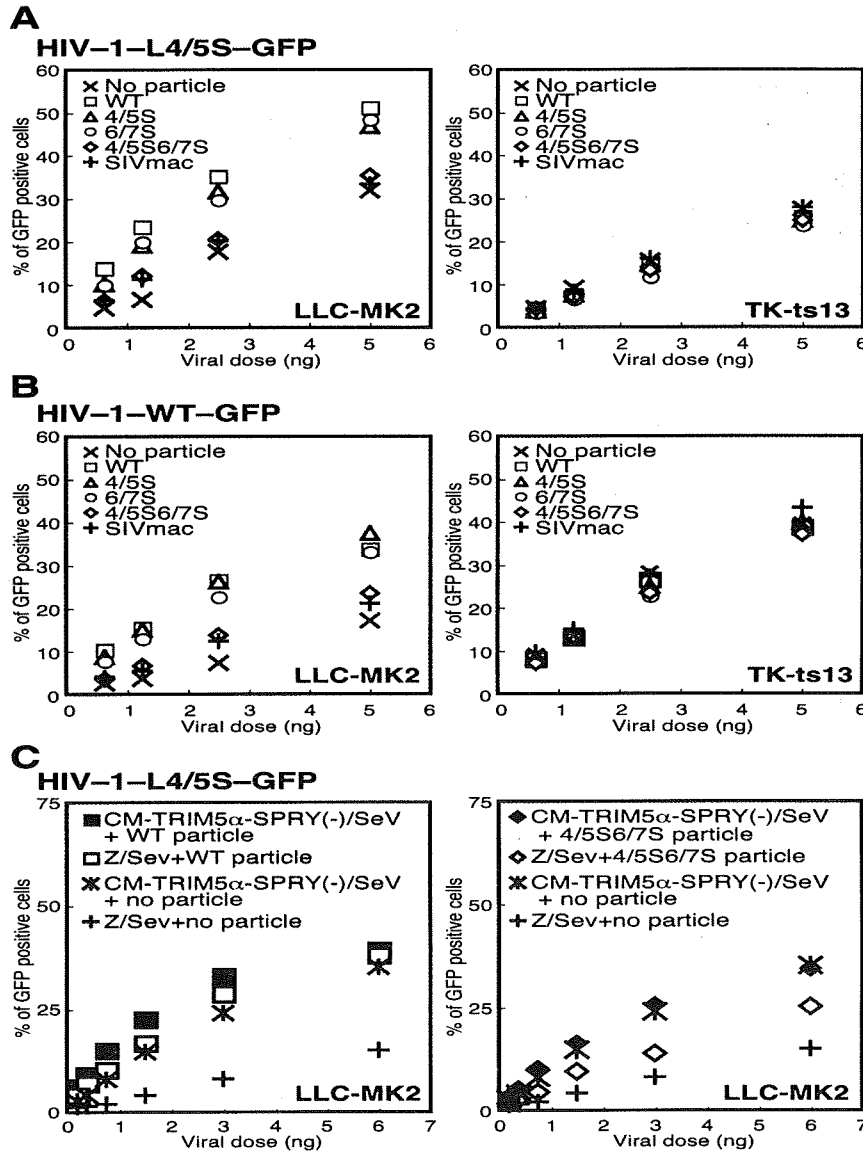 A
HIV–1–L4/5S–GFP
% of GFP positive cells
60
50
40
30
20
10
0
No particle
WT
4/5S
6/7S
4/5S6/7S
SIVmac
LLC-MK2
0 1 2 3 4 5 6
Viral dose (ng)
% of GFP positive cells
60
50
40
30
20
10
0
No particle
WT
4/5S
6/7S
4/5S6/7S
SIVmac
TK-ts13
0 1 2 3 4 5 6
Viral dose (ng)
B
HIV–1–WT–GFP
% of GFP positive cells
60
50
40
30
20
10
0
No particle
WT
4/5S
6/7S
4/5S6/7S
SIVmac
LLC-MK2
0 1 2 3 4 5 6
Viral dose (ng)
% of GFP positive cells
60
50
40
30
20
10
0
No particle
WT
4/5S
6/7S
4/5S6/7S
SIVmac
TK-ts13
0 1 2 3 4 5 6
Viral dose (ng)
C
HIV–1–L4/5S–GFP
% of GFP positive cells
75
50
25
0
CM-TRIM5α-SPRY(-)/SeV
+ WT particle
Z/Sev+WT particle
CM-TRIM5α-SPRY(-)/SeV
+ no particle
Z/Sev+no particle
LLC-MK2
0 1 2 3 4 5 6 7
Viral dose (ng)
% of GFP positive cells
75
50
25
0
CM-TRIM5α-SPRY(-)/SeV
+ 4/5S6/7S particle
Z/Sev+4/5S6/7S particle
CM-TRIM5α-SPRY(-)/SeV
+ no particle
Z/Sev+no particle
LLC-MK2
0 1 2 3 4 5 6 7
Viral dose (ng)